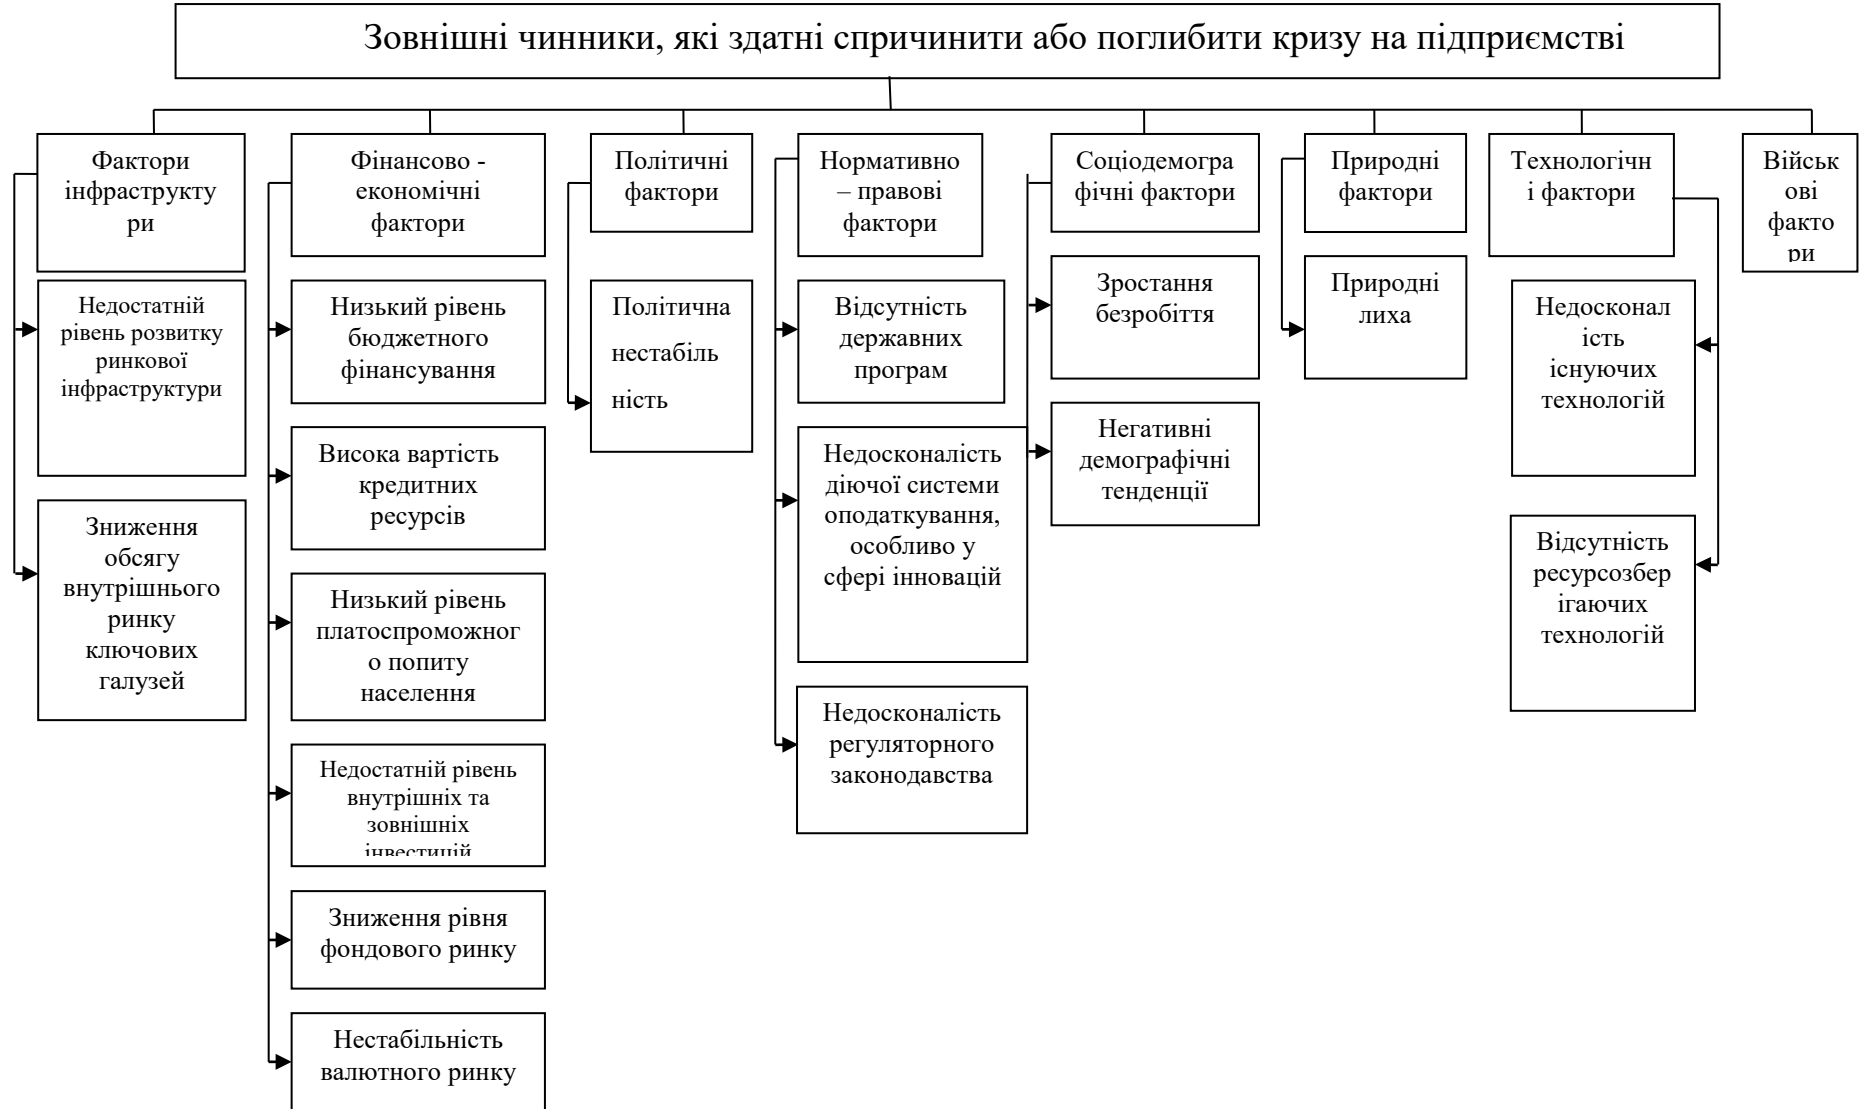 Зовнішні чинники, які здатні спричинити або поглибити кризу на підприємстві
Фактори
інфраструкту
ри
Недостатній
рівень розвитку
ринкової
інфраструктури
Зниження
обсягу
внутрішнього
ринку
ключових
галузей
Фінансово -
економічні
фактори
Низький рівень
бюджетного
фінансування
Висока вартість
кредитних
ресурсів
Низький рівень
платоспроможног
о попиту
населення
Недостатній рівень
внутрішніх та
зовнішніх
інвестицій
Зниження рівня
фондового ринку
Нестабільність
валютного ринку
Політичні
фактори
Політична
нестабіль
ність
Нормативно
– правові
фактори
Відсутність
державних
програм
Недосконалість
діючої системи
оподаткування,
особливо у
сфері інновацій
Недосконалість
регуляторного
законодавства
Соціодемогра
фічні фактори
Зростання
безробіття
Негативні
демографічні
тенденції
Природні
фактори
Природні
лиха
Технологічн
і фактори
Недосконал
ість
існуючих
технологій
Відсутність
ресурсозбер
ігаючих
технологій
Військ
ові
факто
ри